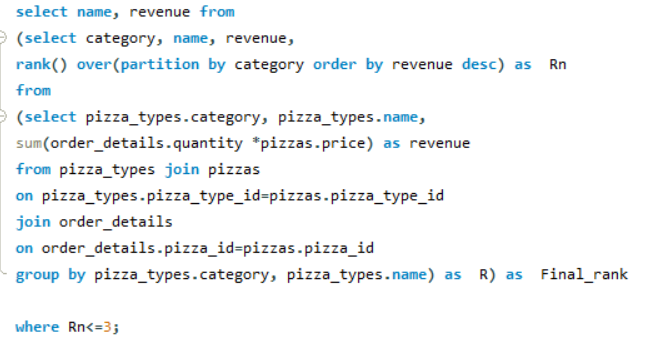 select name, revenue from
(select category, name, revenue,
rank() over(partition by category order by revenue desc) as  Rn
from
(select pizza_types.category, pizza_types.name,
sum(order_details.quantity *pizzas.price) as revenue
from pizza_types join pizzas
on pizza_types.pizza_type_id=pizzas.pizza_type_id
join order_details
on order_details.pizza_id=pizzas.pizza_id
group by pizza_types.category, pizza_types.name) as  R) as  Final_rank
where Rn<=3;